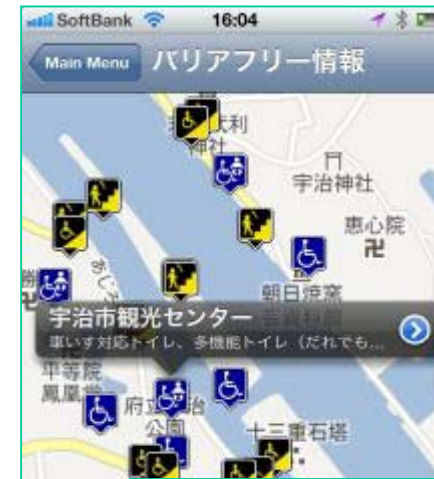 SoftBank 16:04
Main Menu バリアフリー情報
神社
宇治神社
恵心院
朝日焼窯
宇治市観光センター
車いす対応トイレ、多機能トイレ（だれでも...
平等院
鳳凰堂
府立
公園
十三重石塔